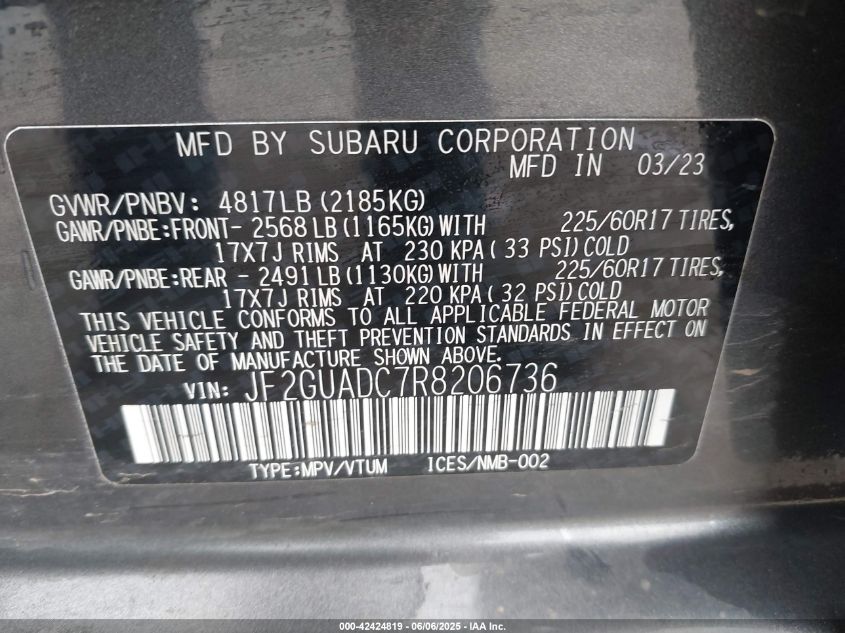 MFD BY SUBARU CORPORATION
MFD IN 03/23
GVWR/PNBV: 4817LB (2185KG)
GAWR/PNBE:FRONT- 2568 LB (1165KG) WITH 225/60R17 TIRES,
17X7J RIMS AT 230 KPA ( 33 PSI) COLD
GAWR/PNBE:REAR - 2491 LB (1130KG) WITH 225/60R17 TIRES,
17X7J RIMS AT 220 KPA ( 32 PSI) COLD
THIS VEHICLE CONFORMS TO ALL APPLICABLE FEDERAL MOTOR
VEHICLE SAFETY AND THEFT PREVENTION STANDARDS IN EFFECT ON
THE DATE OF MANUFACTURE SHOWN ABOVE.
VIN: JF2GUADC7R8206736
TYPE:MPV/VTUM ICES/NMB-002
000-42424819 - 06/06/2025 - IAA Inc.